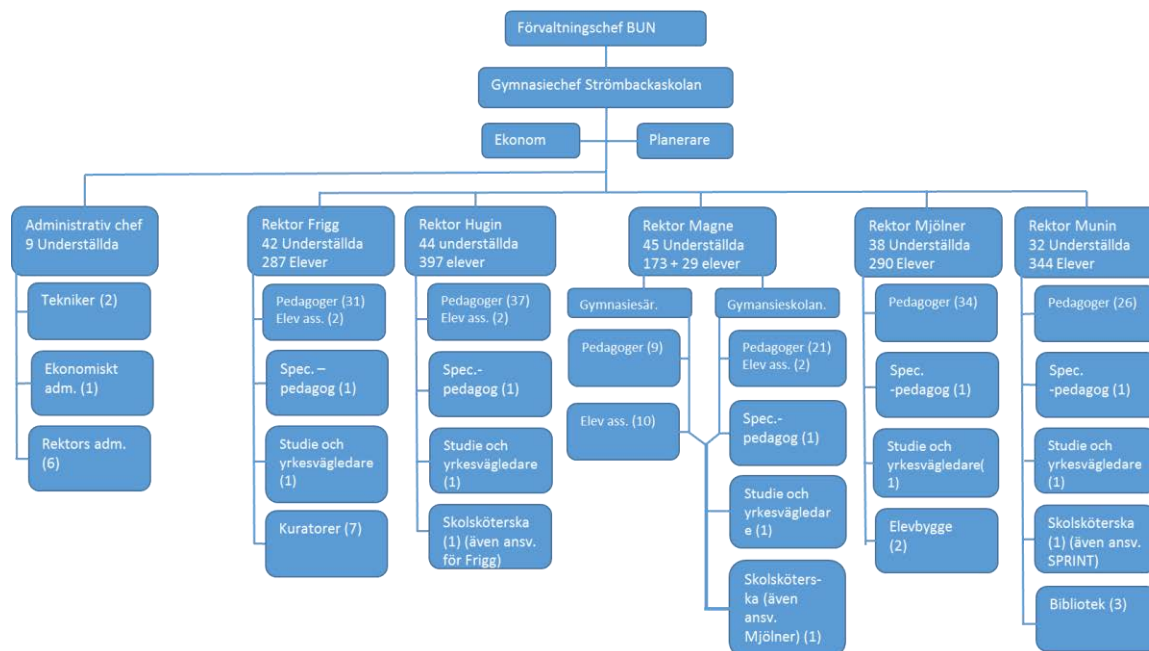 Förvaltningschef BUN
Gymnasiechef Strömbackaskolan
Ekonom
Planerare
Administrativ chef
9 Underställda
Tekniker (2)
Ekonomiskt
adm. (1)
Rektors adm.
(6)
Rektor Frigg
42 Underställda
287 Elever
Pedagoger (31)
Elev ass. (2)
Spec. –
pedagog (1)
Studie och
yrkesvägledare
(1)
Kuratorer (7)
Rektor Hugin
44 underställda
397 elever
Pedagoger (37)
Elev ass. (2)
Spec.-
pedagog (1)
Studie och
yrkesvägledare
(1)
Skolsköterska
(1) (även ansv.
för Frigg)
Rektor Magne
45 Underställda
173 + 29 elever
Gymnasiesär.
Pedagoger (9)
Elev ass. (10)
Gymansieskolan.
Pedagoger (21)
Elev ass. (2)
Spec.-
pedagog (1)
Studie och
yrkesvägledar
e (1)
Skolsköters-
ka (även
ansv.
Mjölner) (1)
Rektor Mjölner
38 Underställda
290 Elever
Pedagoger (34)
Spec.
-pedagog (1)
Studie och
yrkesvägledare(
1)
Elevbygge
(2)
Rektor Munin
32 Underställda
344 Elever
Pedagoger (26)
Spec.
-pedagog (1)
Studie och
yrkesvägledare
(1)
Skolsköterska
(1) (även ansv.
SPRINT)
Bibliotek (3)